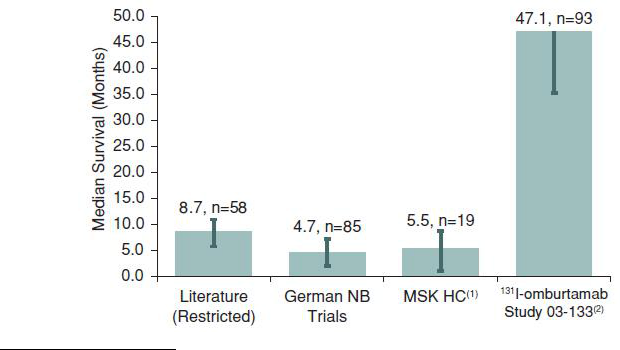 Median Survival (Months)
50.0
45.0
40.0
35.0
30.0
25.0
20.0
15.0
10.0
5.0
0.0
8.7, n=58
4.7, n=85
5.5, n=19
47.1, n=93
Literature
(Restricted)
German NB
Trials
MSK HC(1)
131I-omburtamab
Study 03-133(2)